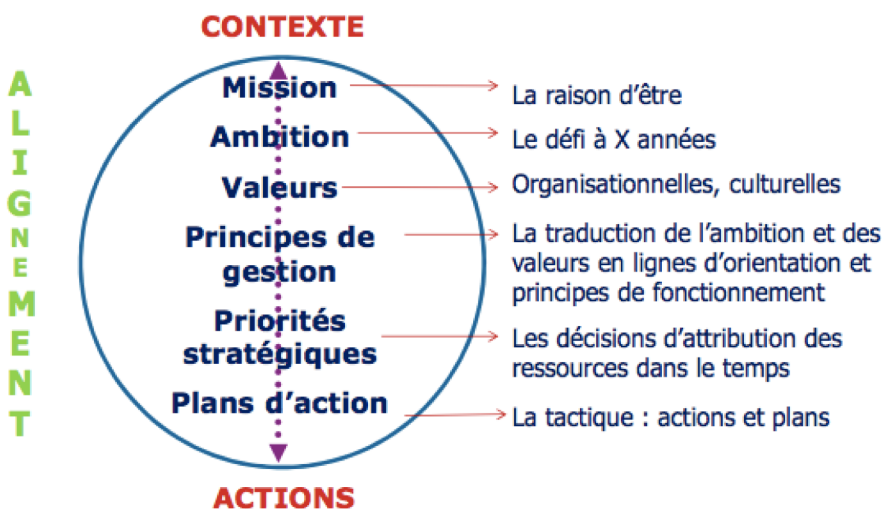 CONTEXTE
ALIGNEMENT
Mission
La raison d’être
Ambition
Le défi à X années
Valeurs
Organisationnelles, culturelles
Principes de
gestion
La traduction de l’ambition et des
valeurs en lignes d’orientation et
principes de fonctionnement
Priorités
stratégiques
Les décisions d’attribution des
ressources dans le temps
Plans d’action
La tactique : actions et plans
ACTIONS